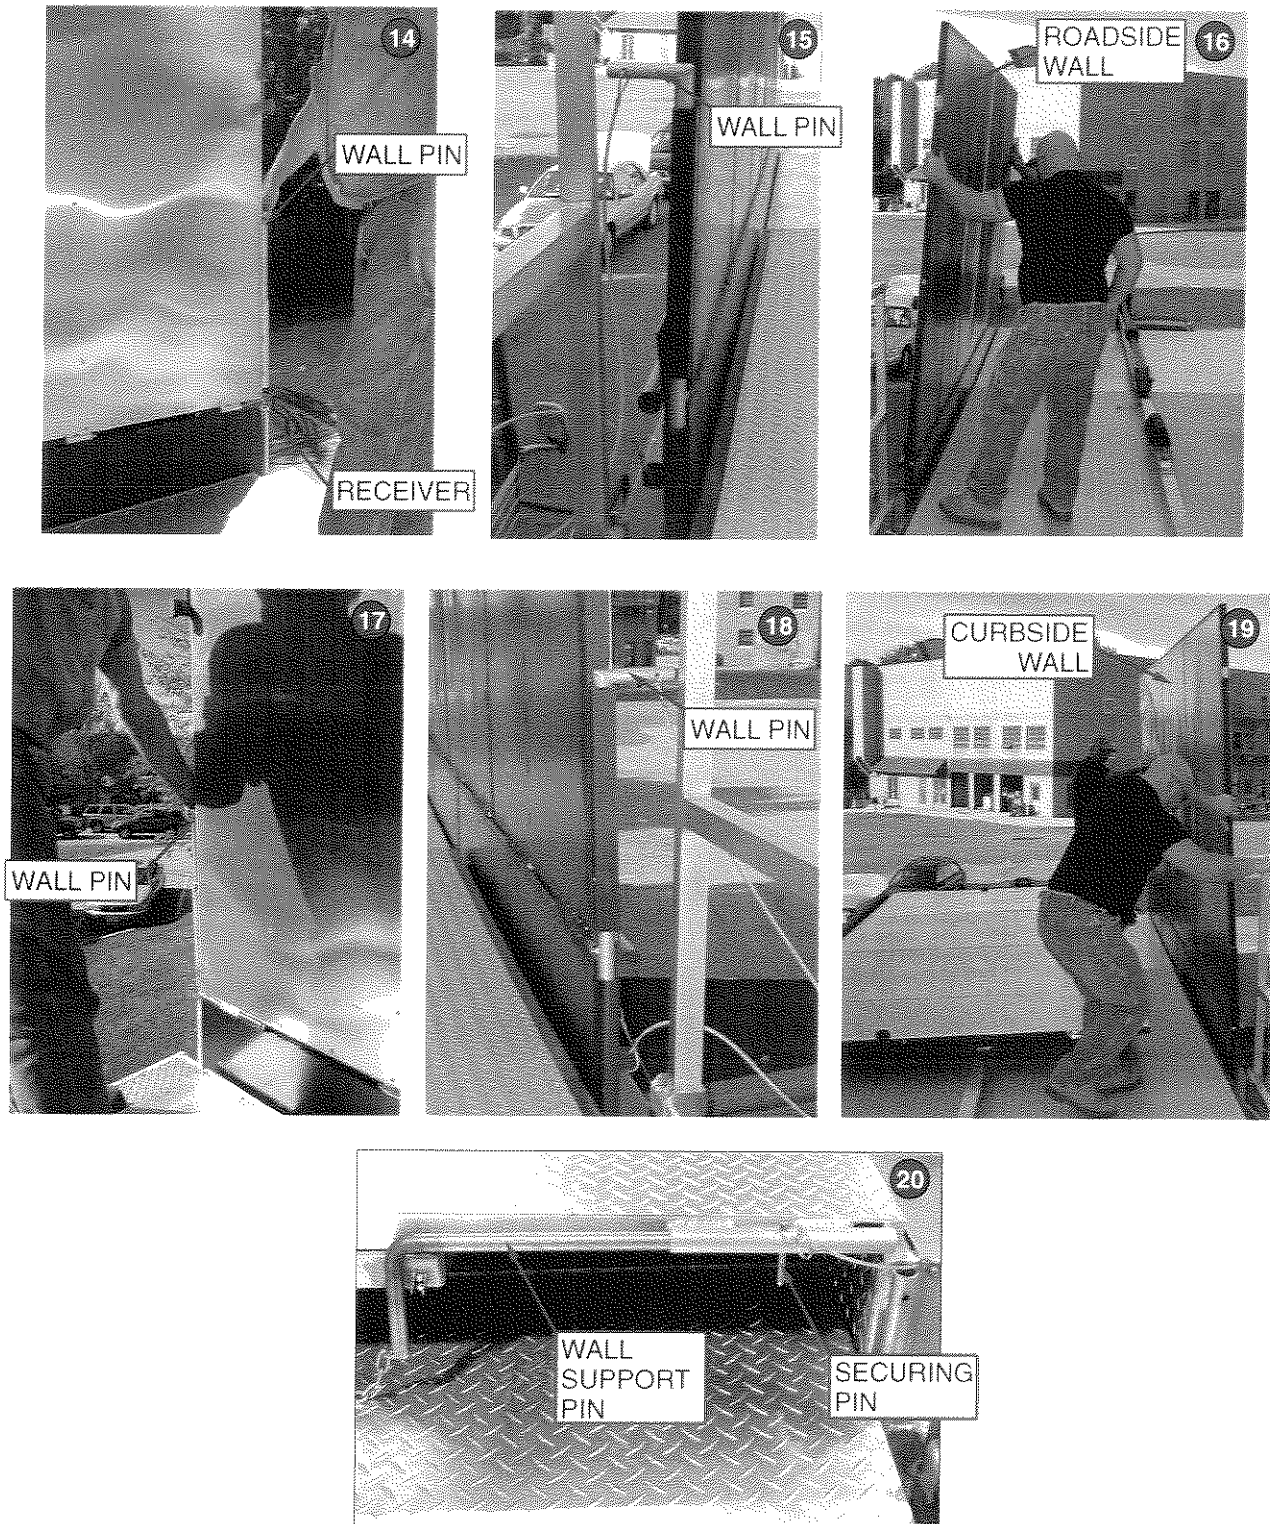 14
WALL PIN
RECEIVER
15
WALL PIN
16
ROADSIDE
WALL
17
WALL PIN
18
WALL PIN
19
CURBSIDE
WALL
20
WALL
SUPPORT
PIN
SECURING
PIN